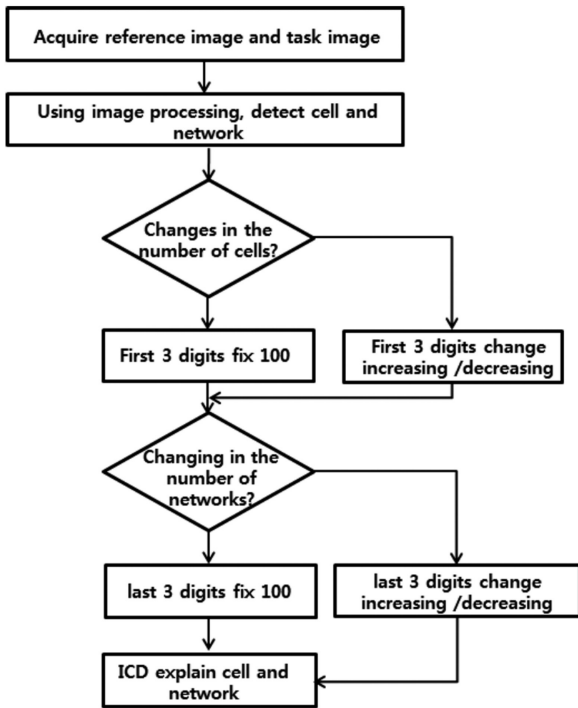 Acquire reference image and task image
Using image processing, detect cell and
network
Changes in the
number of cells?
First 3 digits fix 100
First 3 digits change
increasing /decreasing
Changing in the
number of
networks?
last 3 digits fix 100
last 3 digits change
increasing /decreasing
ICD explain cell and
network